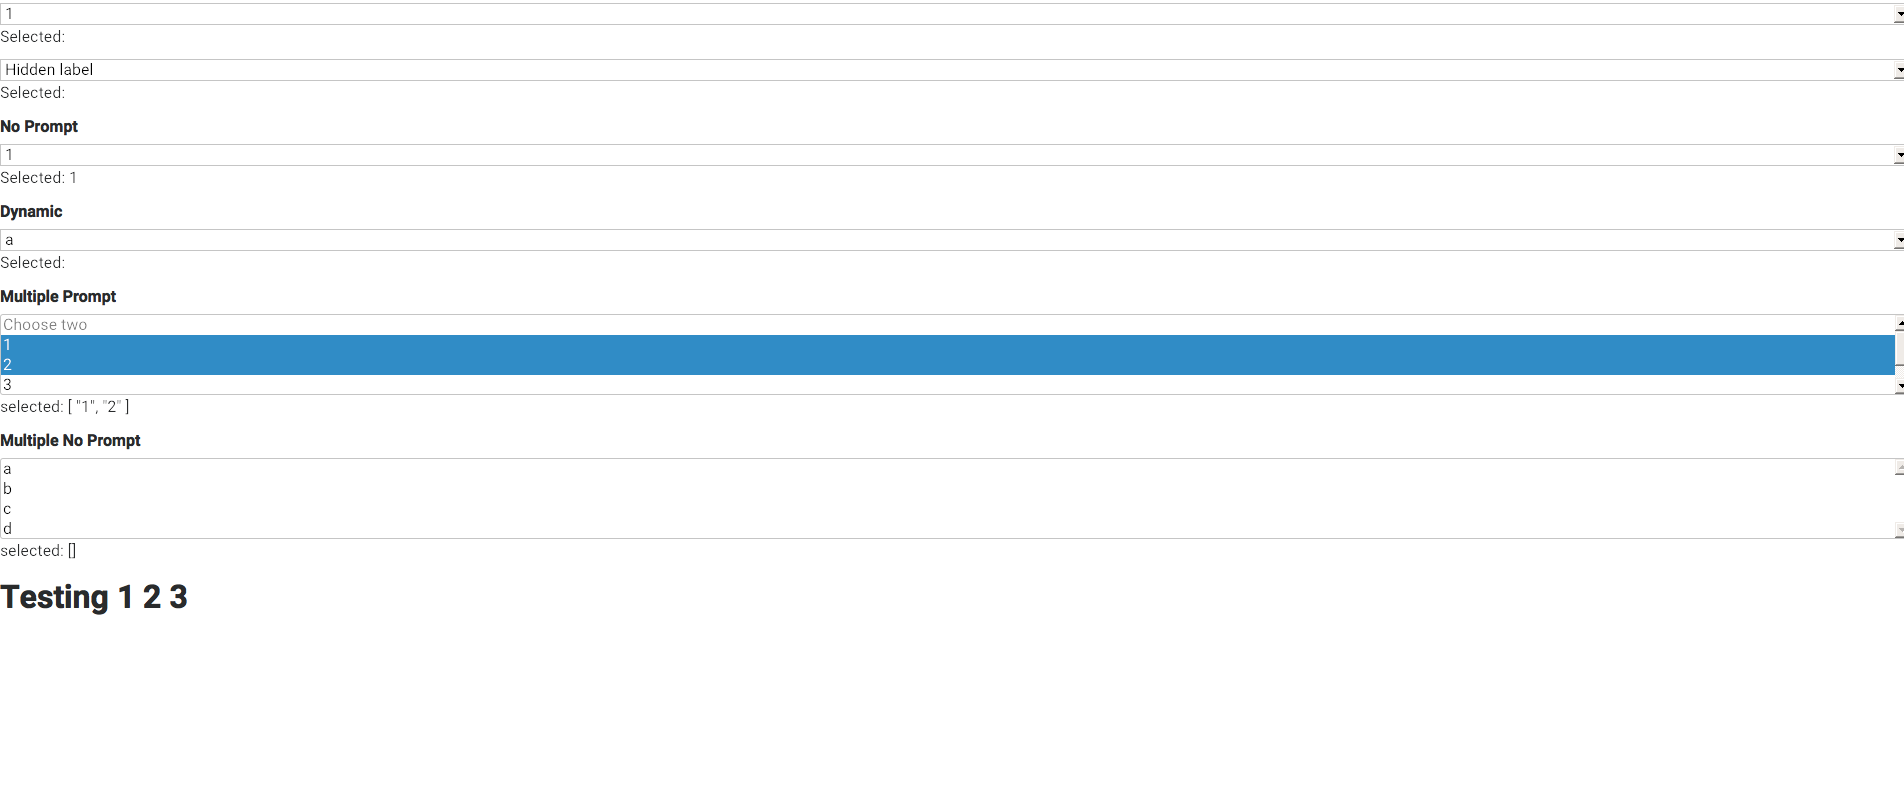 1
Selected:
Hidden label
Selected:
No Prompt
1
Selected: 1
Dynamic
a
Selected:
Multiple Prompt
Choose two
1
2
3
selected: [ "1", "2" ]
Multiple No Prompt
a
b
c
d
selected: []
Testing 1 2 3